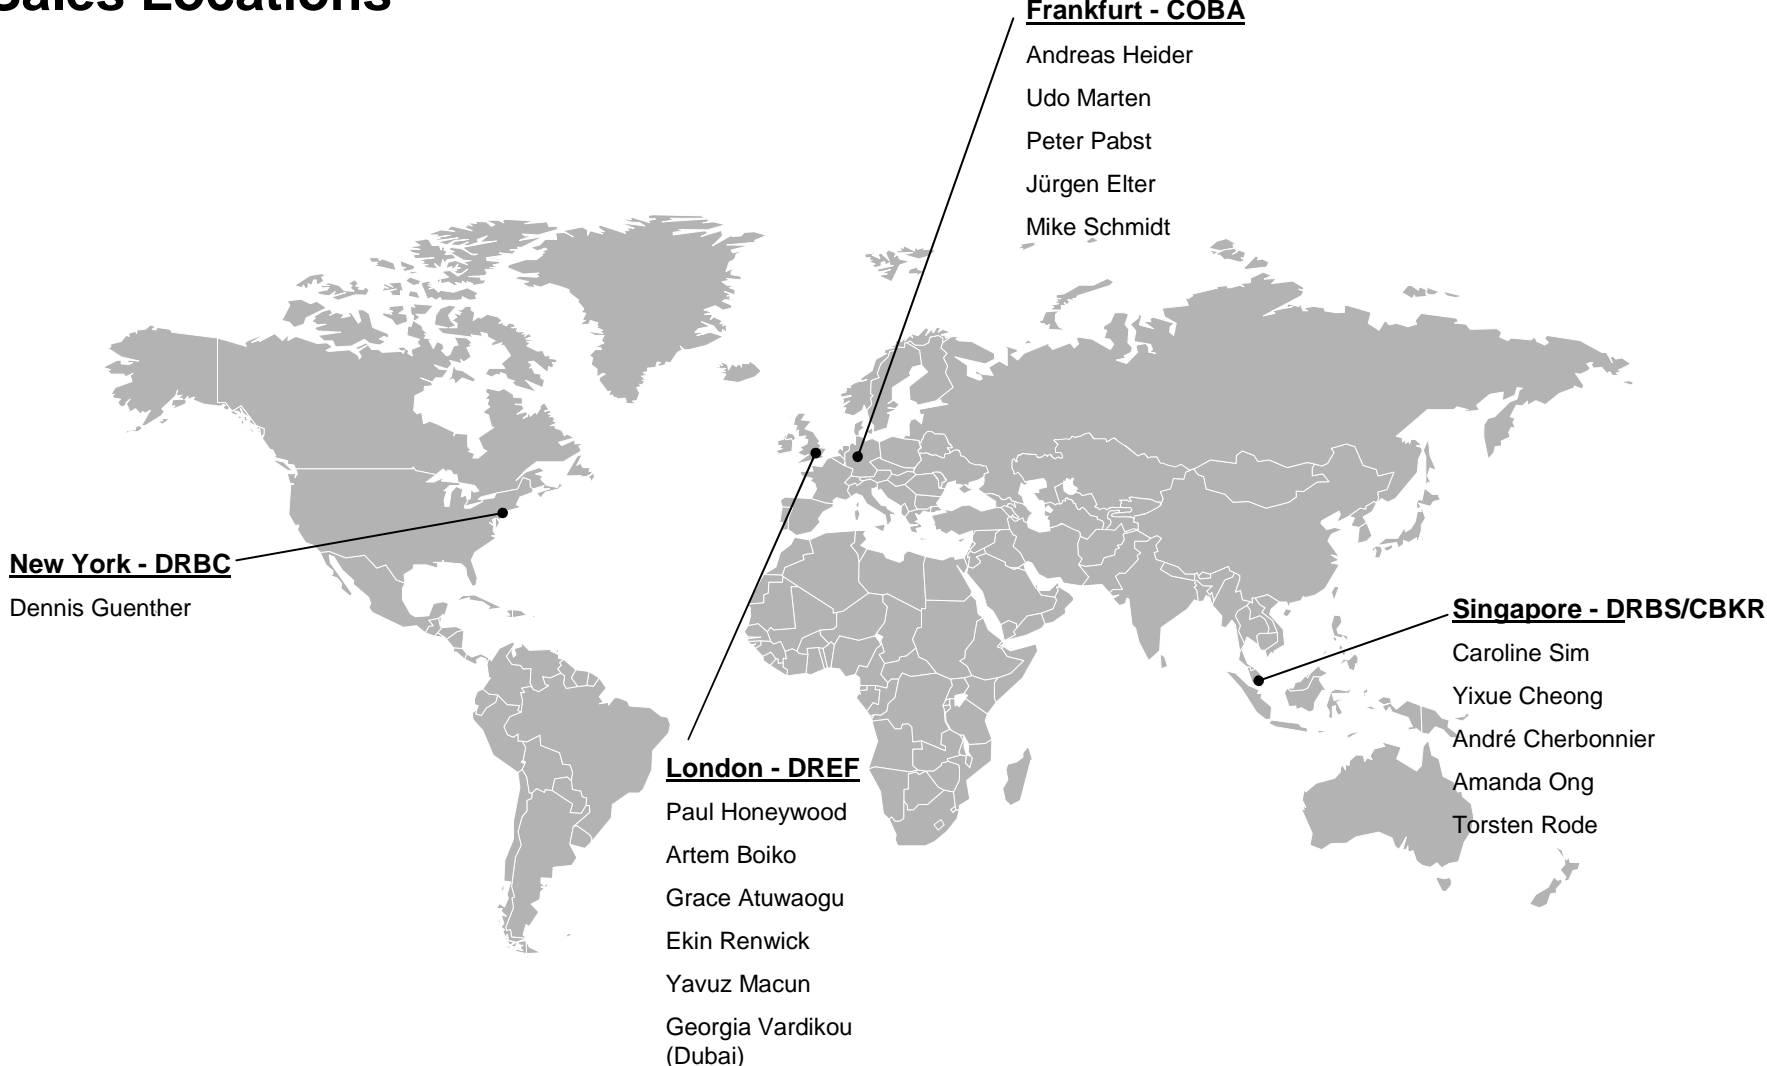 Sales Locations
Frankfurt - COBA
Andreas Heider
Udo Marten
Peter Pabst
Jürgen Elter
Mike Schmidt
New York - DRBC
Dennis Guenther
London - DREF
Paul Honeywood
Artem Boiko
Grace Atuwaogu
Ekin Renwick
Yavuz Macun
Georgia Vardikou
(Dubai)
Singapore - DRBS/CBKR
Caroline Sim
Yixue Cheong
André Cherbonnier
Amanda Ong
Torsten Rode